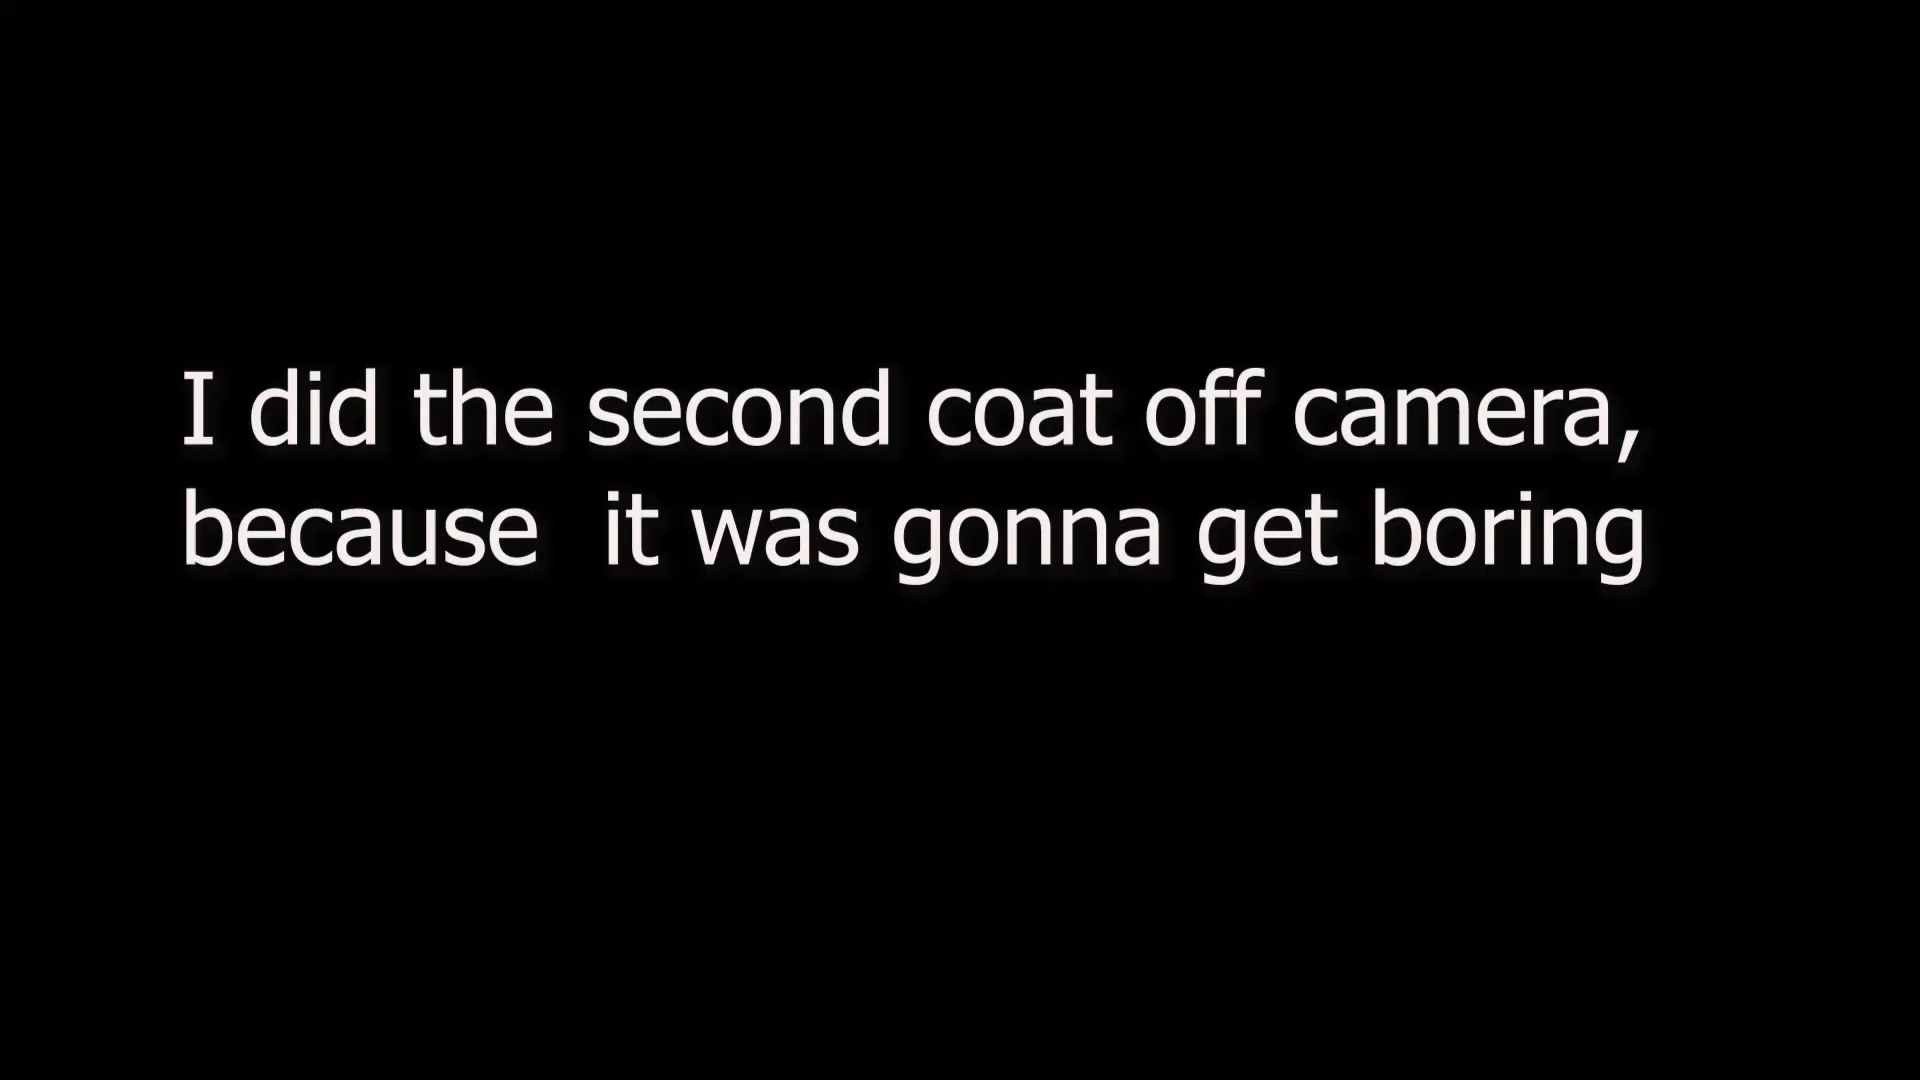 I did the second coat off camera,
because  it was gonna get boring